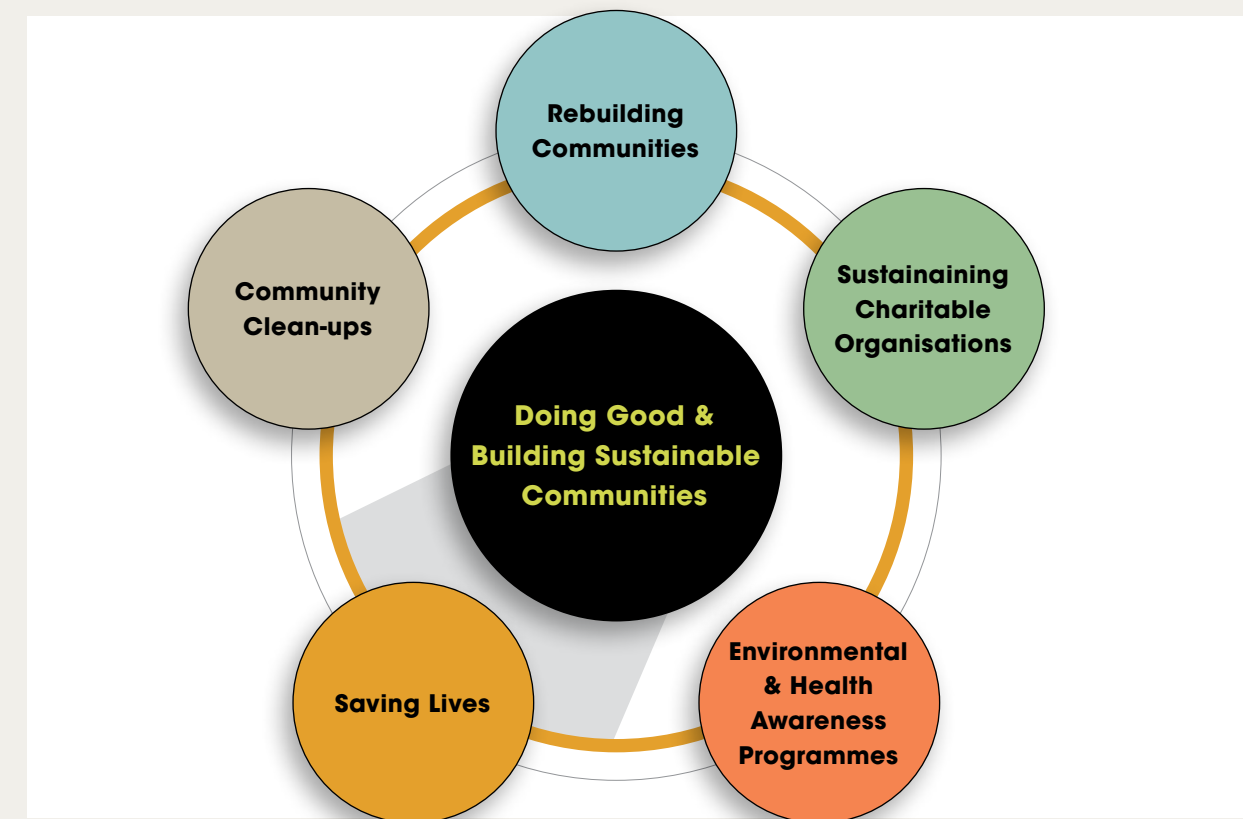 Rebuilding
Communities
Sustainaining
Charitable
Organisations
Community
Clean-ups
Doing Good &
Building Sustainable
Communities
Environmental
& Health
Awareness
Programmes
Saving Lives